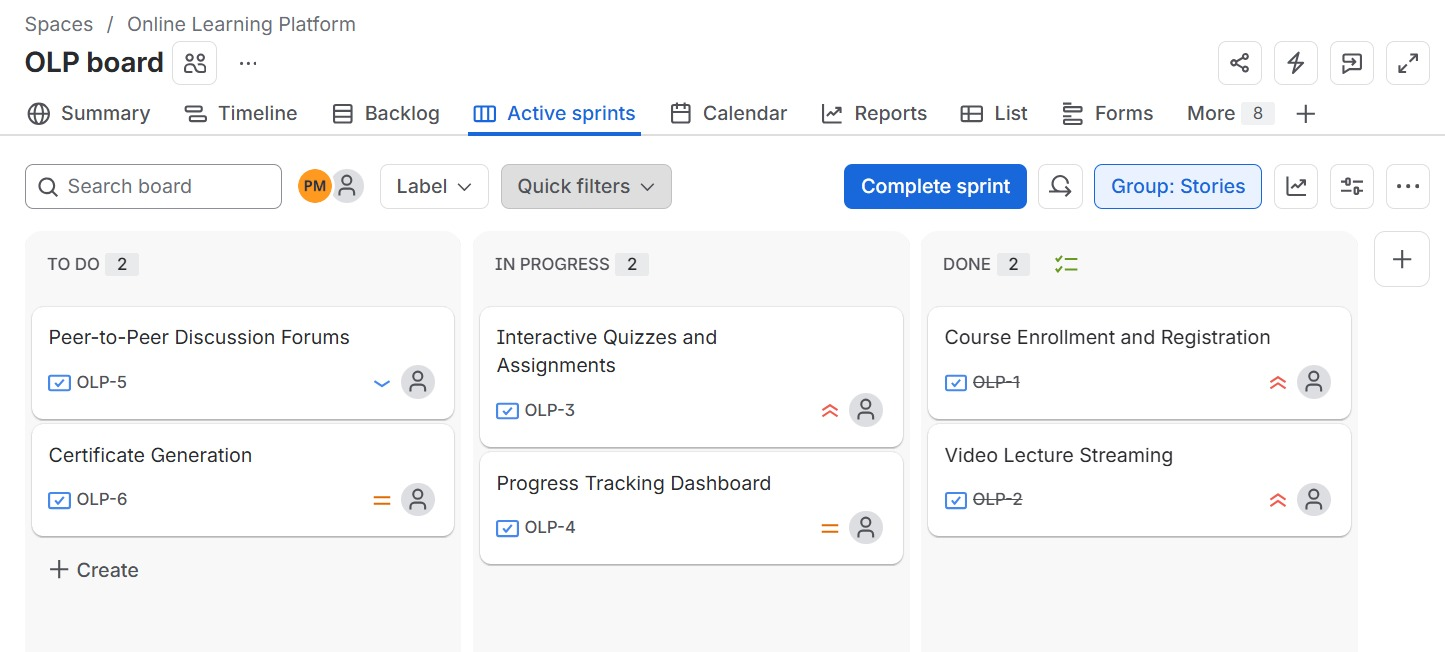 Spaces / Online Learning Platform
OLP board
Summary Timeline Backlog Active sprints Calendar Reports List Forms More 8
Search board PM Label Quick filters Complete sprint Group: Stories
TO DO 2
Peer-to-Peer Discussion Forums
OLP-5
Certificate Generation
OLP-6
Create
IN PROGRESS 2
Interactive Quizzes and
Assignments
OLP-3
Progress Tracking Dashboard
OLP-4
DONE 2
Course Enrollment and Registration
OLP-1
Video Lecture Streaming
OLP-2